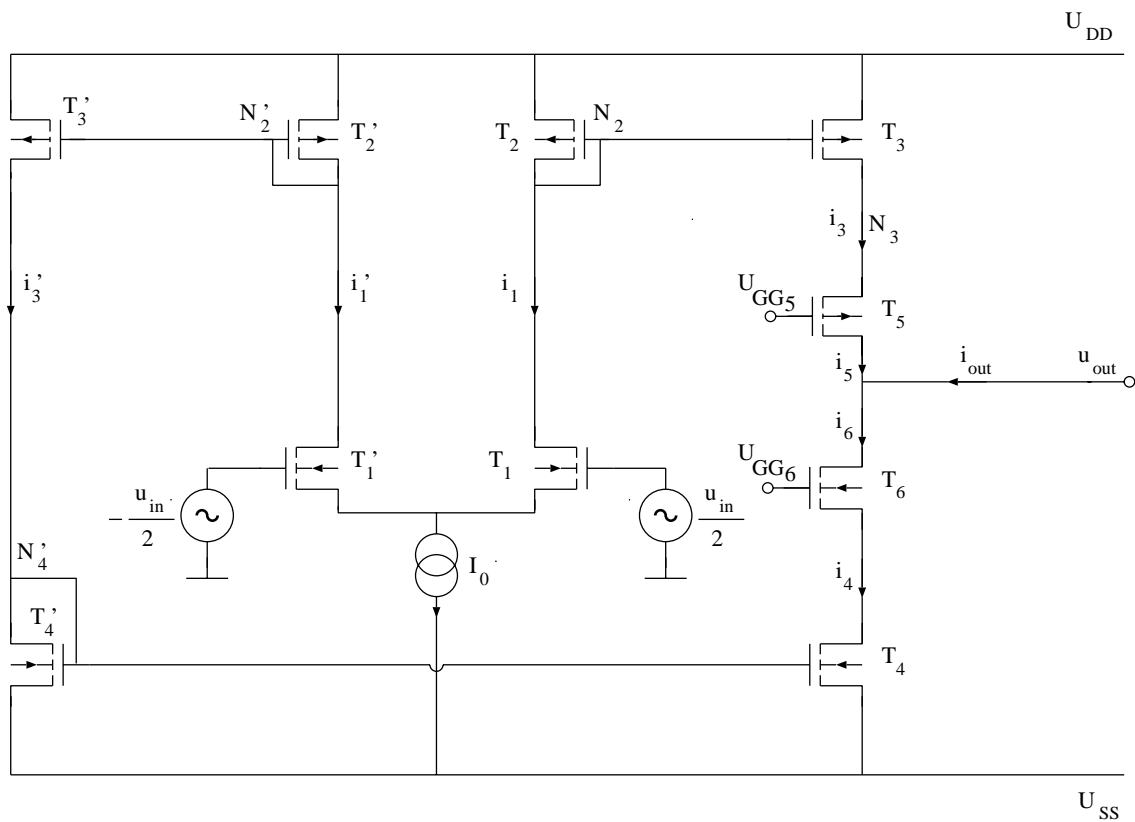 U_DD
T_3' N_2' T_2' T_2 N_2 T_3
i_3 N_3
i_3' i_1' i_1 U_GG5 T_5
i_5 i_out u_out
i_6
T_1' T_1 U_GG6 T_6
-u_in/2 u_in/2
N_4' I_0 i_4
T_4' T_4
U_SS